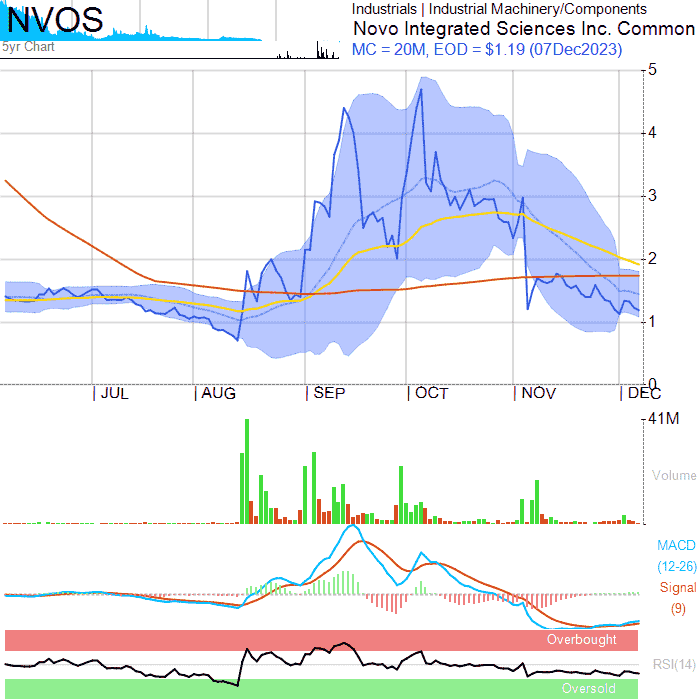 NVOS
5yr Chart
Industrials | Industrial Machinery/Components
Novo Integrated Sciences Inc. Common
MC = 20M, EOD = $1.19 (07Dec2023)
5
4
3
2
1
0
JUL AUG SEP OCT NOV DEC
41M
Volume
MACD
(12-26)
Signal
(9)
Overbought
RSI(14)
Oversold